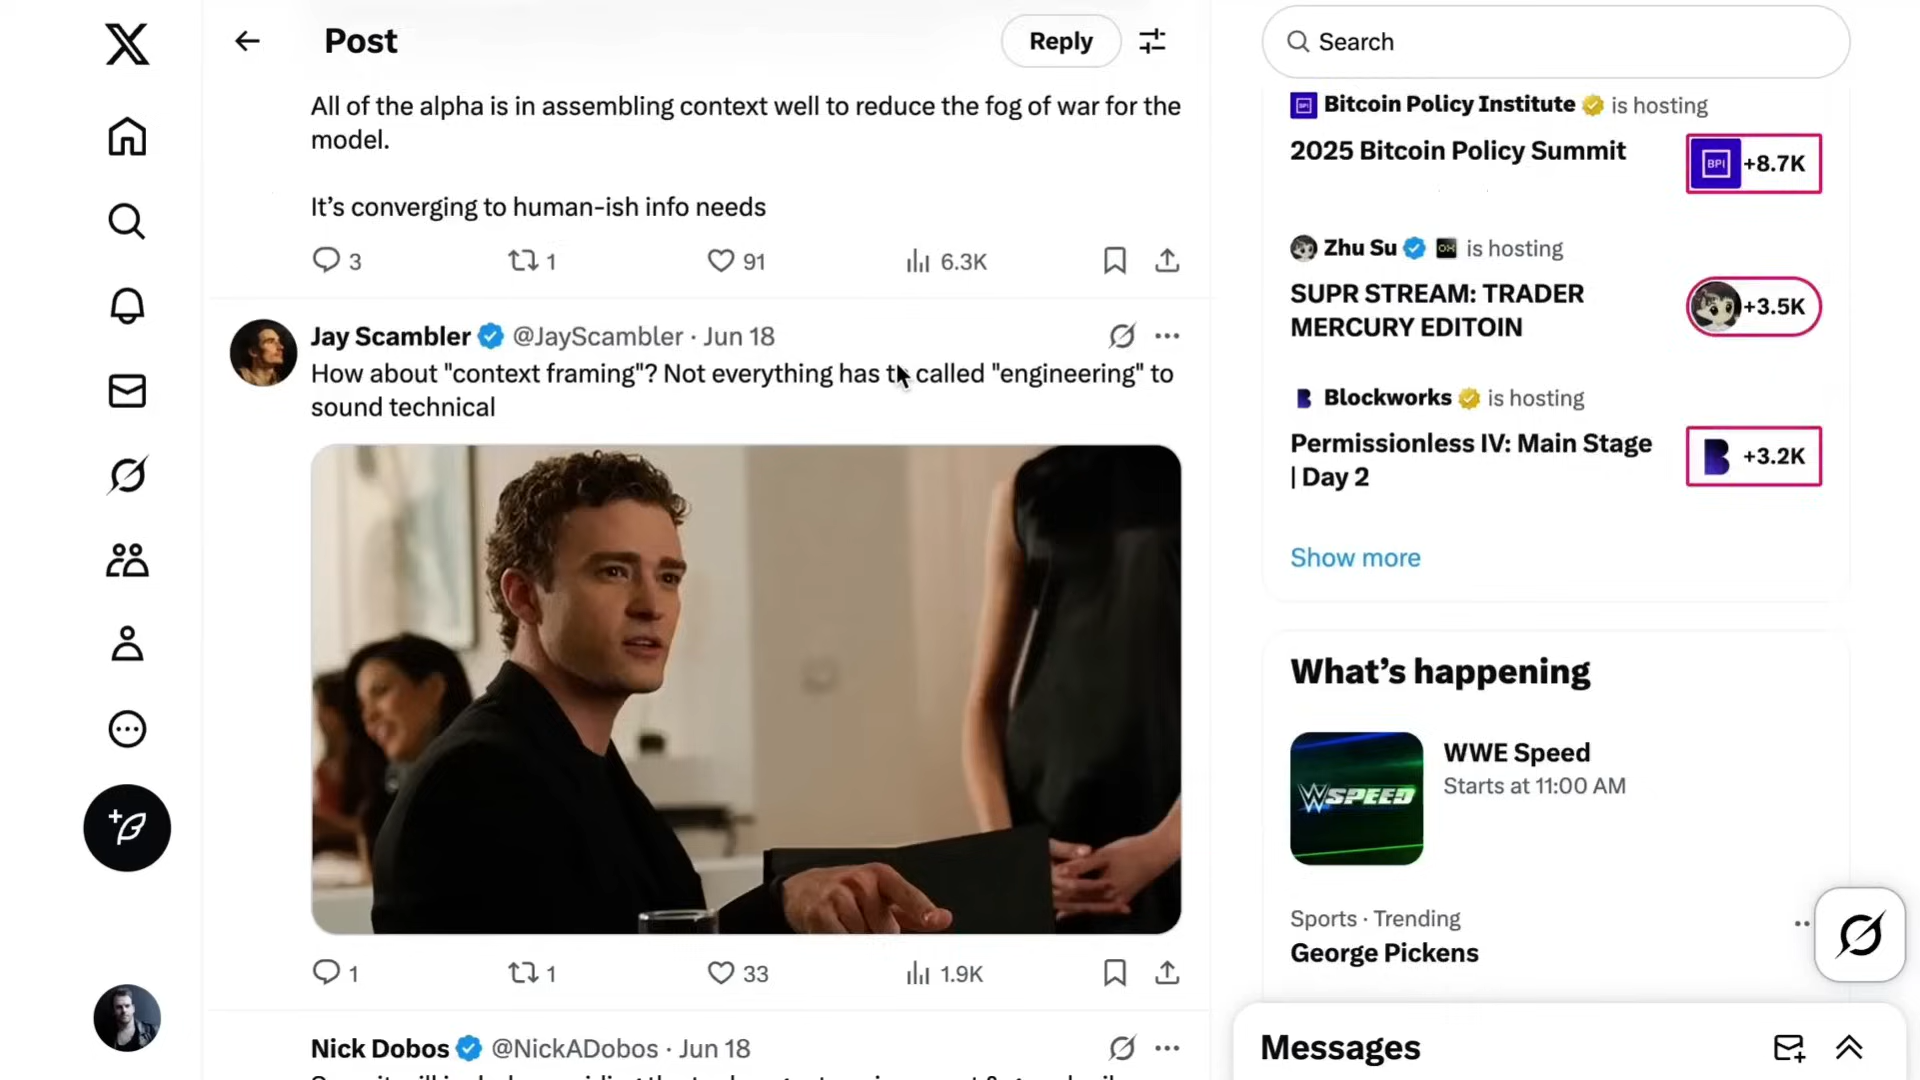 Post
Reply
All of the alpha is in assembling context well to reduce the fog of war for the
model.
It’s converging to human-ish info needs
3
1
91
6.3K
Jay Scambler @JayScambler · Jun 18
How about "context framing"? Not everything has t called "engineering" to
sound technical
1
1
33
1.9K
Nick Dobos @NickADobos · Jun 18
Search
Bitcoin Policy Institute is hosting
2025 Bitcoin Policy Summit
BPI
+8.7K
Zhu Su is hosting
SUPR STREAM: TRADER
MERCURY EDITOIN
+3.5K
Blockworks is hosting
Permissionless IV: Main Stage
| Day 2
+3.2K
Show more
What’s happening
WWE Speed
Starts at 11:00 AM
W SPEED
Sports · Trending
George Pickens
Messages